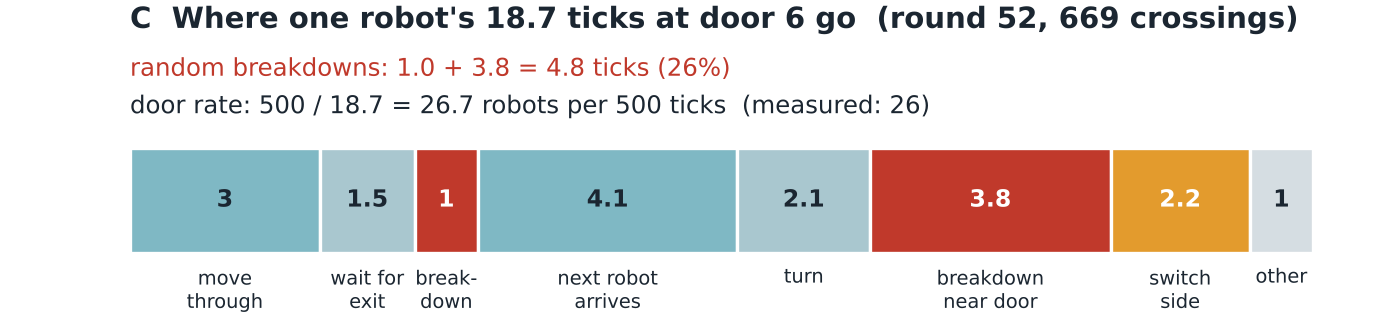 C Where one robot's 18.7 ticks at door 6 go (round 52, 669 crossings)
random breakdowns: 1.0 + 3.8 = 4.8 ticks (26%)
door rate: 500 / 18.7 = 26.7 robots per 500 ticks (measured: 26)
3 1.5 1 4.1 2.1 3.8 2.2 1
move through
wait for exit
break-
down
next robot arrives
turn
breakdown near door
switch side
other